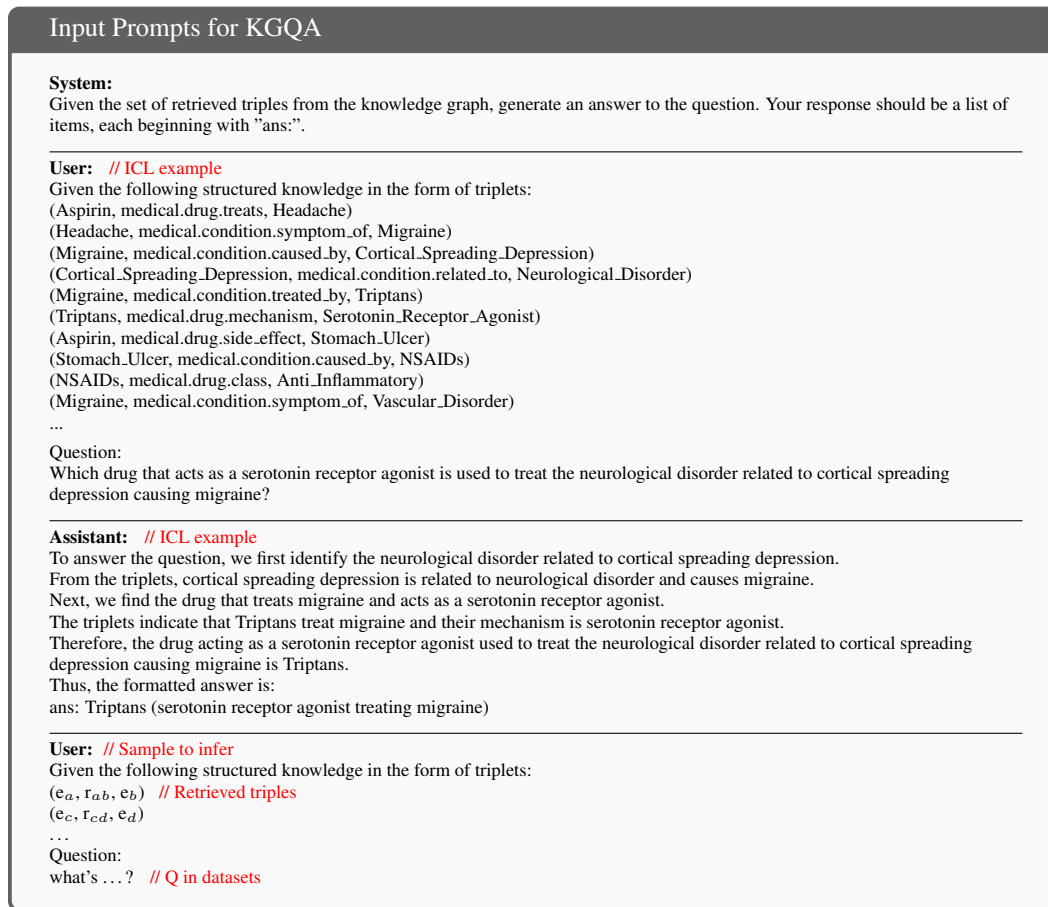 Input Prompts for KGQA
System:
Given the set of retrieved triples from the knowledge graph, generate an answer to the question. Your response should be a list of
items, each beginning with ”ans:”.
User: // ICL example
Given the following structured knowledge in the form of triplets:
(Aspirin, medical.drug.treats, Headache)
(Headache, medical.condition.symptom_of, Migraine)
(Migraine, medical.condition.caused_by, Cortical_Spreading_Depression)
(Cortical_Spreading_Depression, medical.condition.related_to, Neurological_Disorder)
(Migraine, medical.condition.treated_by, Triptans)
(Triptans, medical.drug.mechanism, Serotonin_Receptor_Agonist)
(Aspirin, medical.drug.side_effect, Stomach_Ulcer)
(Stomach_Ulcer, medical.condition.caused_by, NSAIDs)
(NSAIDs, medical.drug.class, Anti_Inflammatory)
(Migraine, medical.condition.symptom_of, Vascular_Disorder)
...
Question:
Which drug that acts as a serotonin receptor agonist is used to treat the neurological disorder related to cortical spreading
depression causing migraine?
Assistant: // ICL example
To answer the question, we first identify the neurological disorder related to cortical spreading depression.
From the triplets, cortical spreading depression is related to neurological disorder and causes migraine.
Next, we find the drug that treats migraine and acts as a serotonin receptor agonist.
The triplets indicate that Triptans treat migraine and their mechanism is serotonin receptor agonist.
Therefore, the drug acting as a serotonin receptor agonist used to treat the neurological disorder related to cortical spreading
depression causing migraine is Triptans.
Thus, the formatted answer is:
ans: Triptans (serotonin receptor agonist treating migraine)
User: // Sample to infer
Given the following structured knowledge in the form of triplets:
(e_a, r_ab, e_b) // Retrieved triples
(e_c, r_cd, e_d)
...
Question:
what's ... ? // Q in datasets